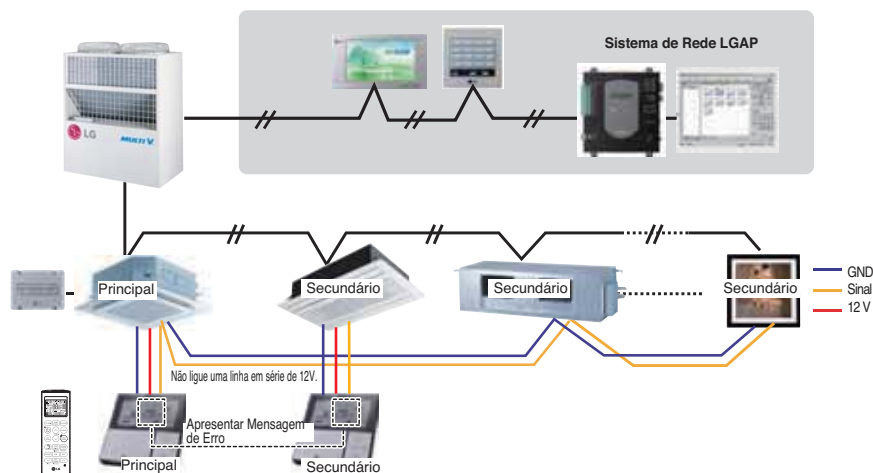 Sistema de Rede LGAP
LG
MULTI V
Principal
Secundário
Secundário
Secundário
GND
Sinal
12 V
Não ligue uma linha em série de 12V.
Apresentar Mensagem
de Erro
Principal
Secundário